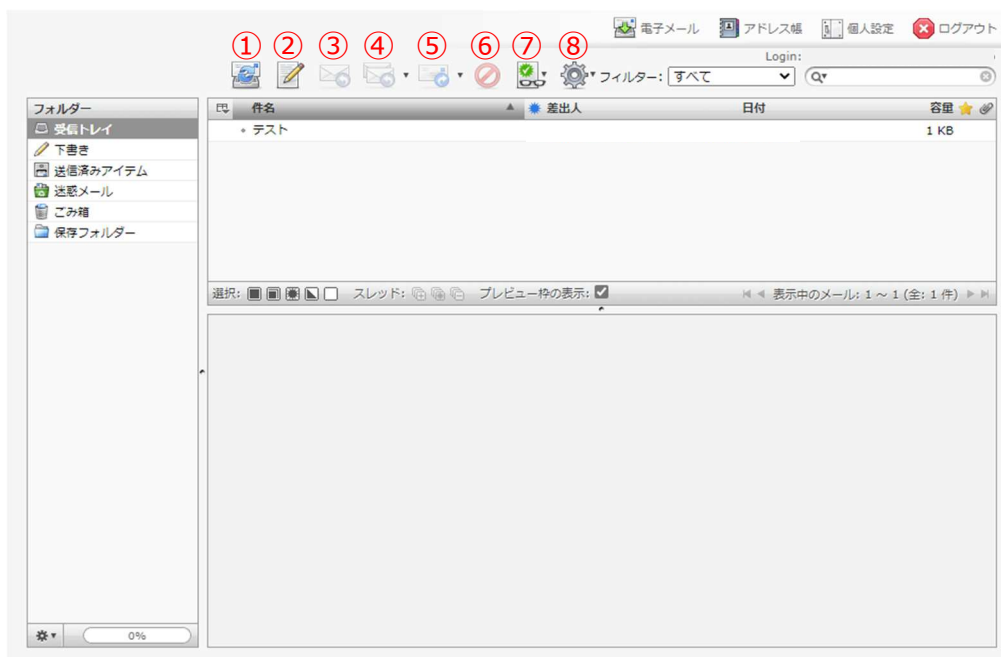 電子メール アドレス帳 個人設定 ログアウト
① ② ③ ④ ⑤ ⑥ ⑦ ⑧
Login:
フィルター: すべて
フォルダー
受信トレイ
下書き
送信済みアイテム
迷惑メール
ごみ箱
保存フォルダー
件名 差出人 日付 容量
テスト 1 KB
選択: スレッド: プレビュー枠の表示: 表示中のメール: 1 ～ 1 (全: 1 件)
0%